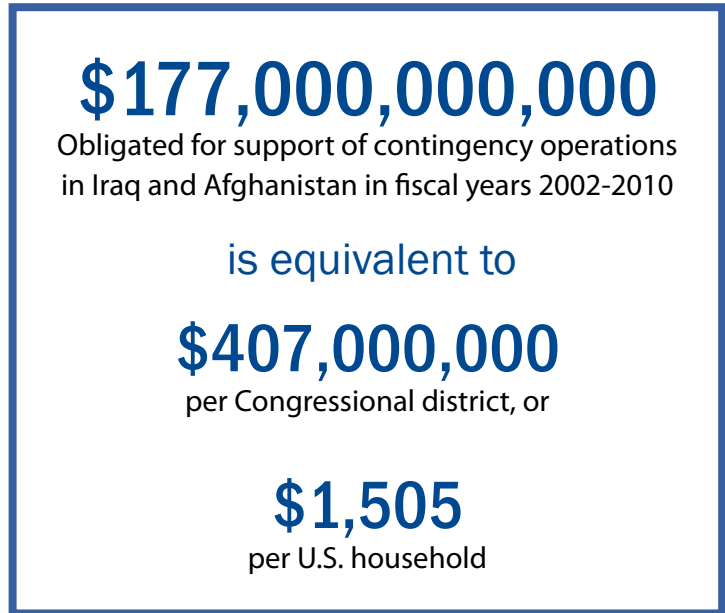 $177,000,000,000
Obligated for support of contingency operations
in Iraq and Afghanistan in fiscal years 2002-2010
is equivalent to
$407,000,000
per Congressional district, or
$1,505
per U.S. household